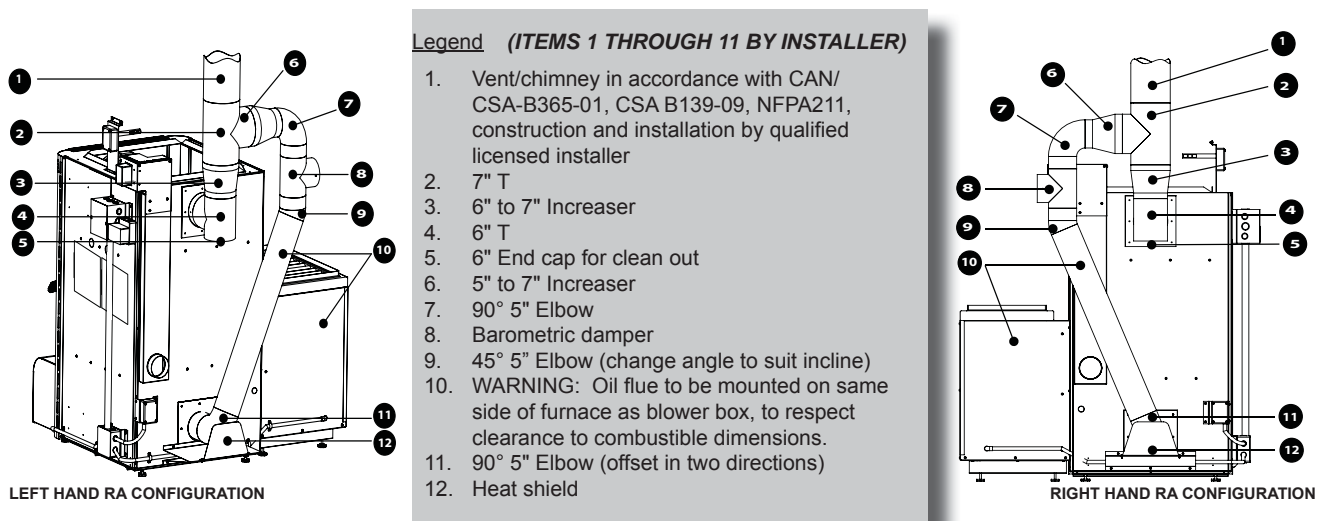 Legend (ITEMS 1 THROUGH 11 BY INSTALLER)
1. Vent/chimney in accordance with CAN/
CSA-B365-01, CSA B139-09, NFPA211,
construction and installation by qualified
licensed installer
2. 7" T
3. 6" to 7" Increaser
4. 6" T
5. 6" End cap for clean out
6. 5" to 7" Increaser
7. 90° 5" Elbow
8. Barometric damper
9. 45° 5” Elbow (change angle to suit incline)
10. WARNING: Oil flue to be mounted on same
side of furnace as blower box, to respect
clearance to combustible dimensions.
11. 90° 5" Elbow (offset in two directions)
12. Heat shield
1
2
3
4
5
6
7
8
9
10
11
12
LEFT HAND RA CONFIGURATION
1
2
3
4
5
6
7
8
9
10
11
12
RIGHT HAND RA CONFIGURATION